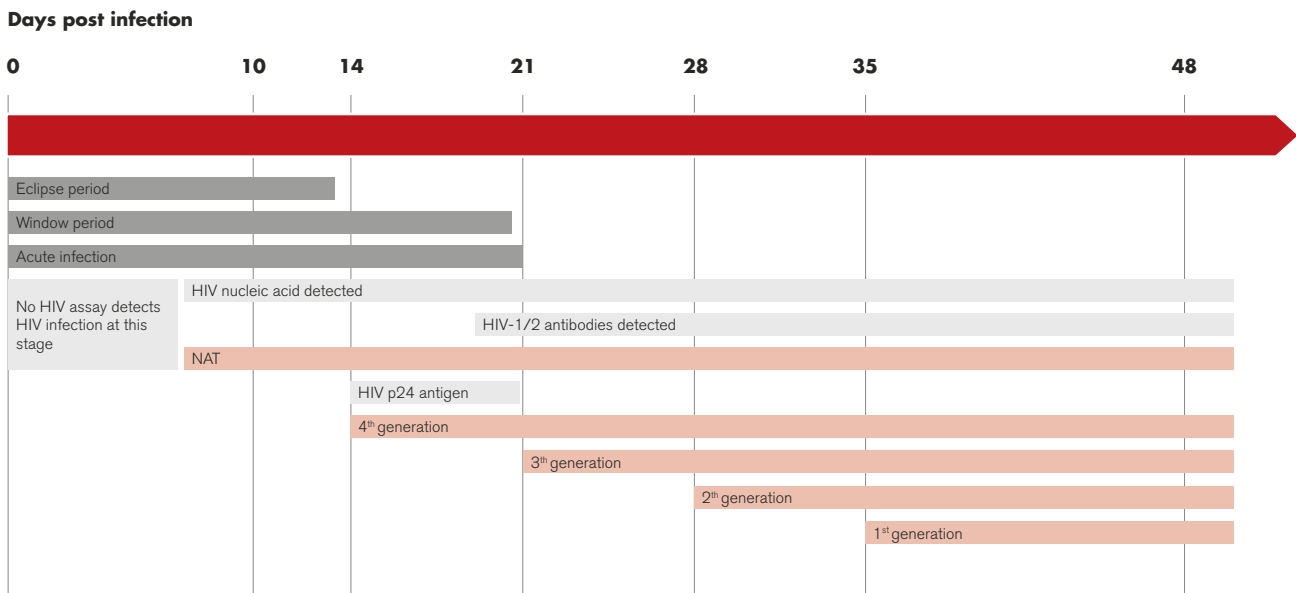 Days post infection
0 10 14 21 28 35 48
Eclipse period
Window period
Acute infection
No HIV assay detects
HIV infection at this
stage
HIV nucleic acid detected
HIV-1/2 antibodies detected
NAT
HIV p24 antigen
4th generation
3th generation
2th generation
1st generation